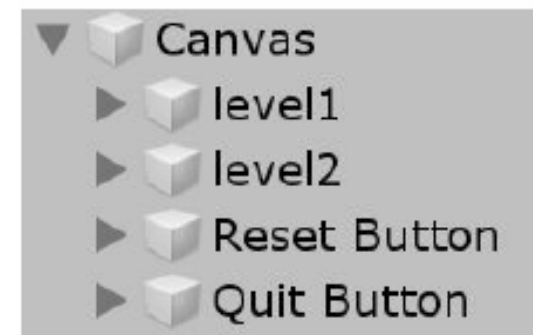 Canvas
level1
level2
Reset Button
Quit Button